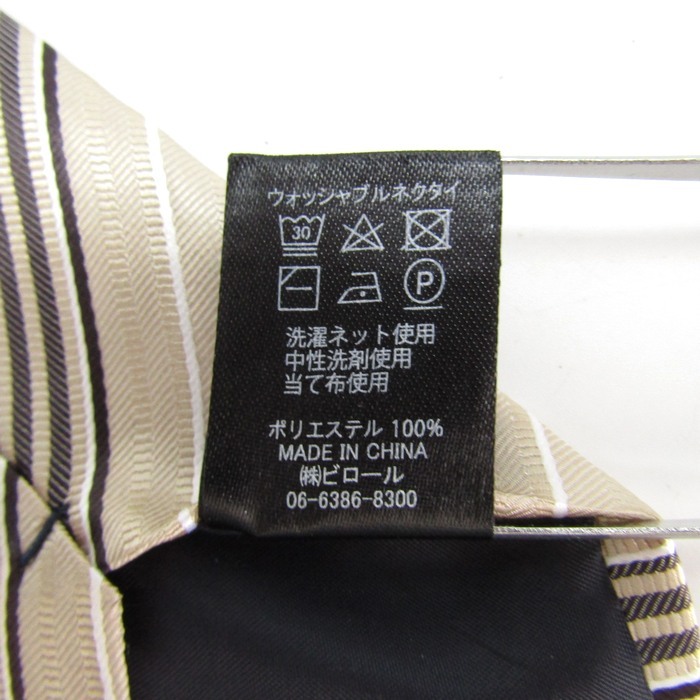 ウォッシャブルネクタイ
30
P
洗濯ネット使用
中性洗剤使用
当て布使用
ポリエステル 100%
MADE IN CHINA
㈱ビロール
06-6386-8300